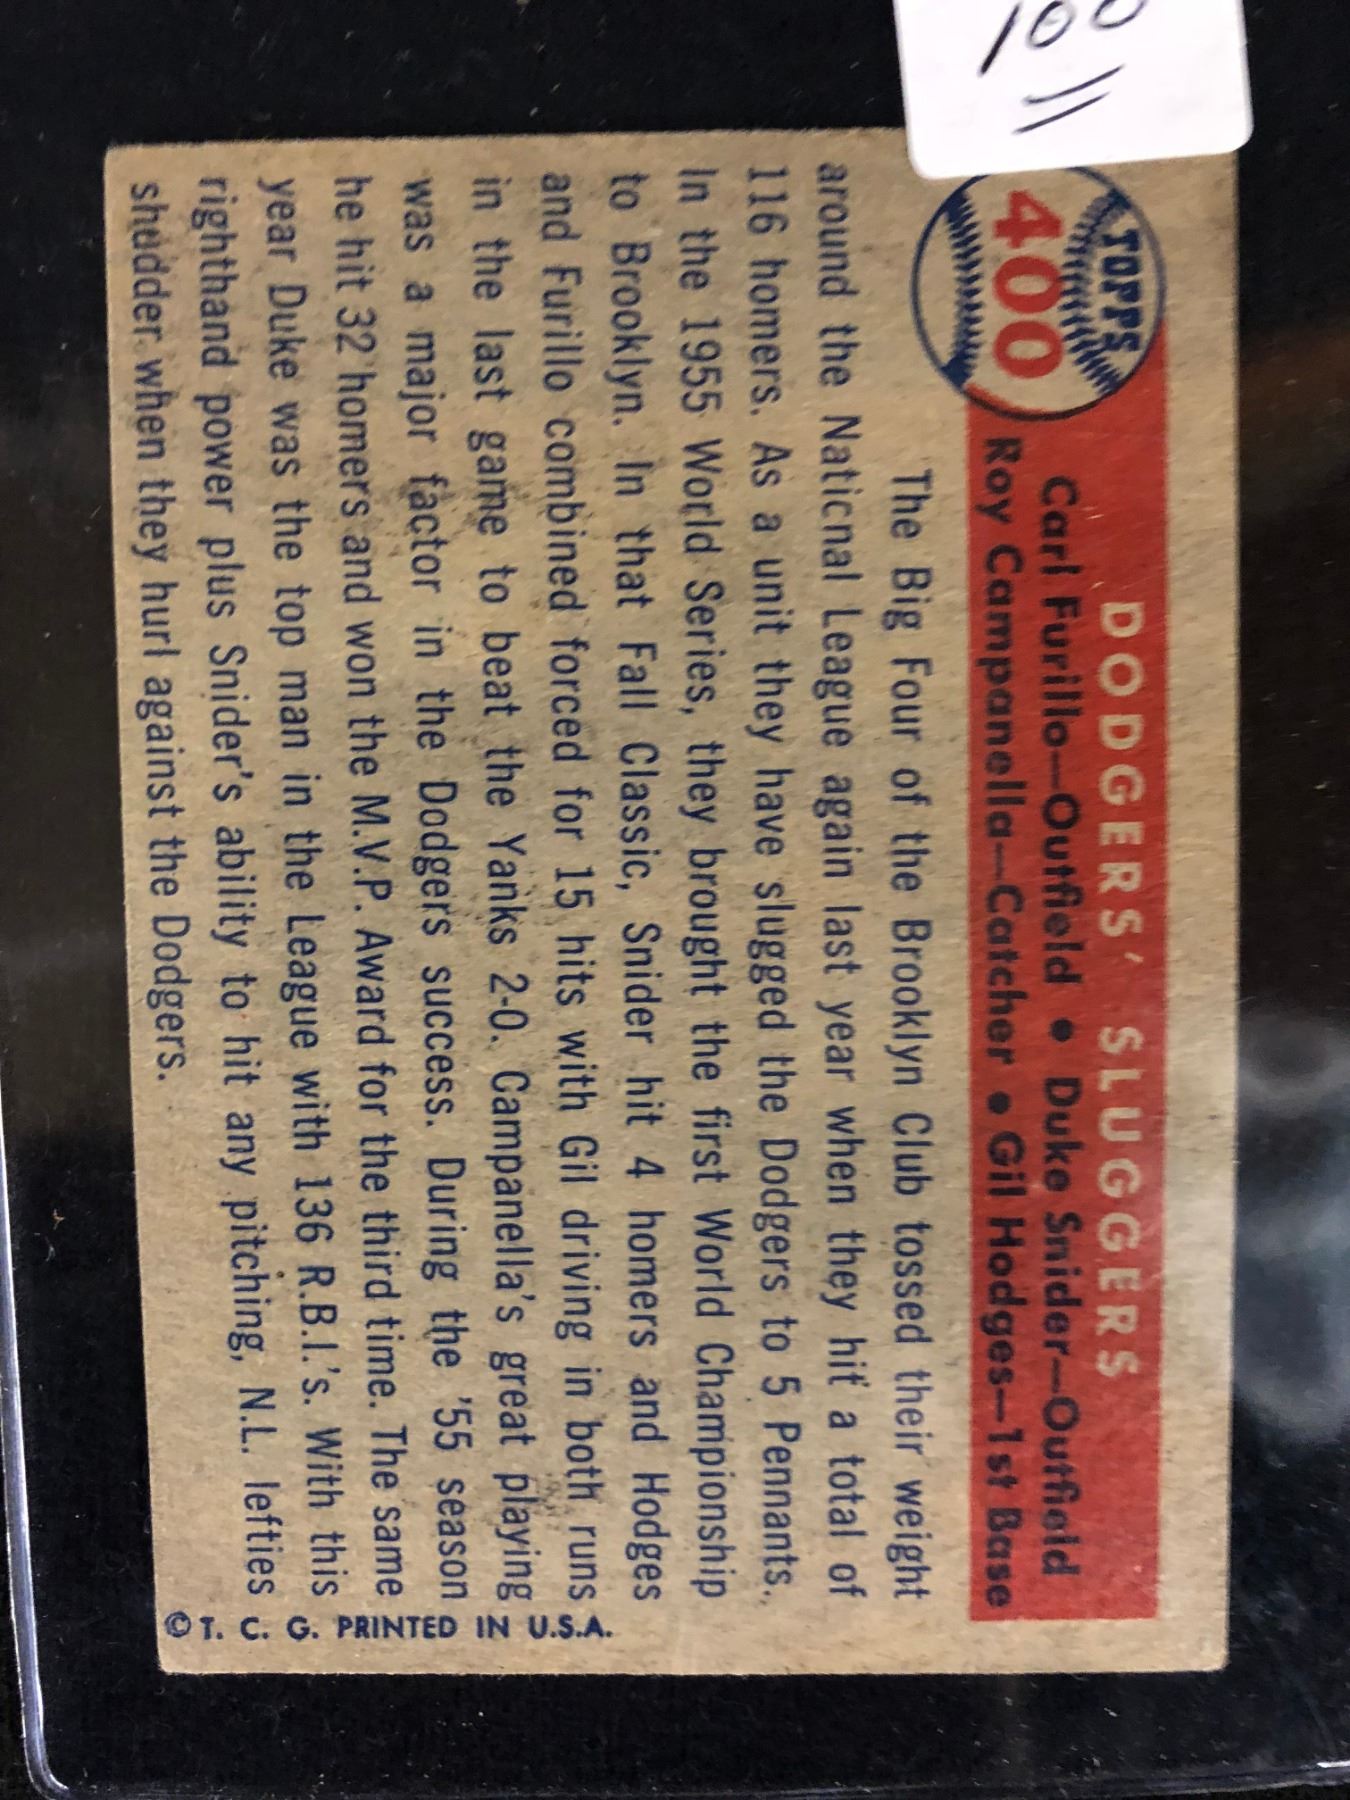 100
TOPPS
400
DODGERS' SLUGGERS
Carl Furillo—Outfield • Duke Snider—Outfield
Roy Campanella—Catcher • Gil Hodges—1st Base
The Big Four of the Brooklyn Club tossed their weight
around the National League again last year when they hit a total of
116 homers. As a unit they have slugged the Dodgers to 5 Pennants.
In the 1955 World Series, they brought the first World Championship
to Brooklyn. In that Fall Classic, Snider hit 4 homers and Hodges
and Furillo combined forced for 15 hits with Gil driving in both runs
in the last game to beat the Yanks 2-0. Campanella's great playing
was a major factor in the Dodgers success. During the '55 season
he hit 32 homers and won the M.V.P. Award for the third time. The same
year Duke was the top man in the League with 136 R.B.I.'s. With this
righthand power plus Snider's ability to hit any pitching, N.L. lefties
shudder when they hurl against the Dodgers.
© T. C. G. PRINTED IN U.S.A.